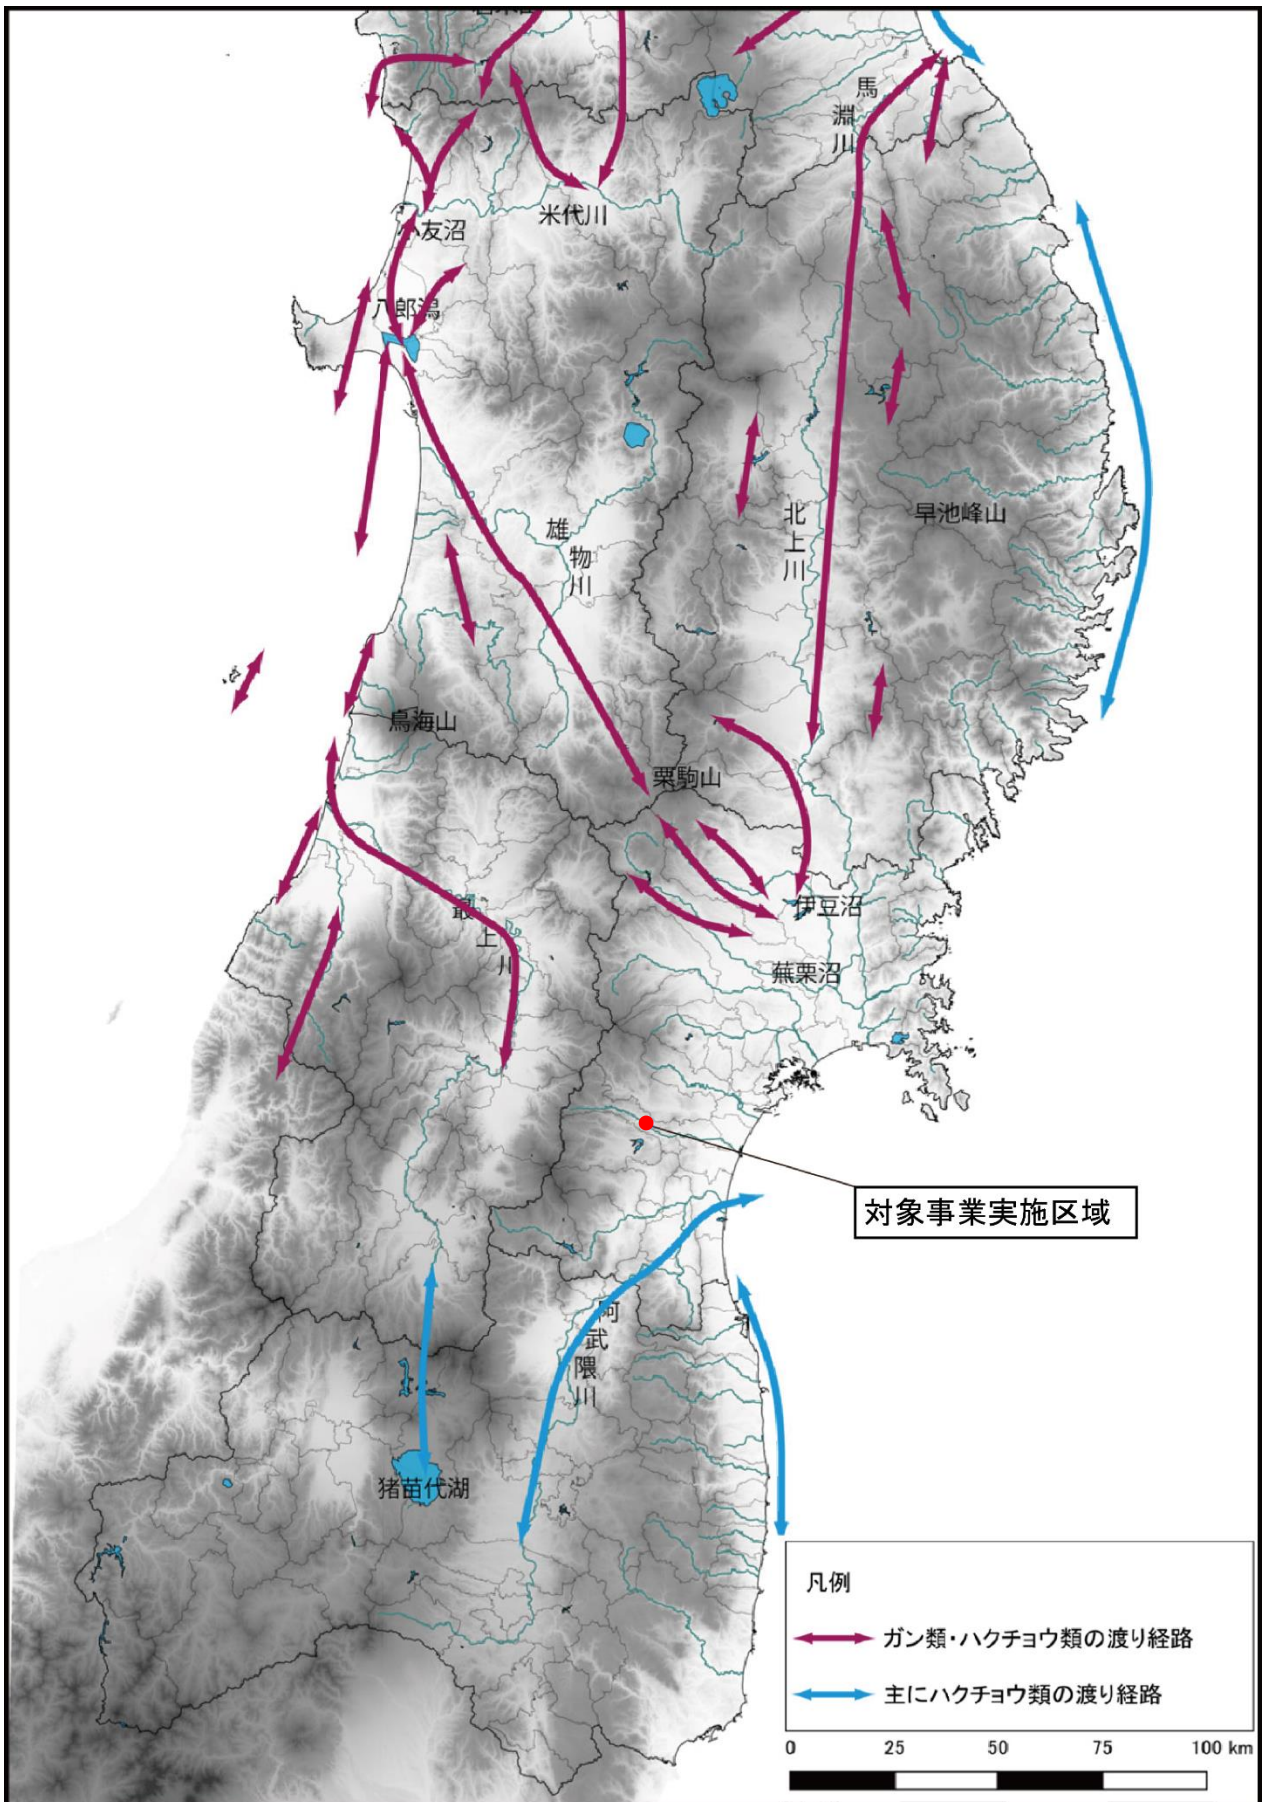 馬淵川
米代川
小友沼
八郎潟
雄物川
北上川
早池峰山
鳥海山
栗駒山
伊豆沼
最上川
蕪栗沼
対象事業実施区域
阿武隈川
猪苗代湖
凡例
ガン類・ハクチョウ類の渡り経路
主にハクチョウ類の渡り経路
0 25 50 75 100 km